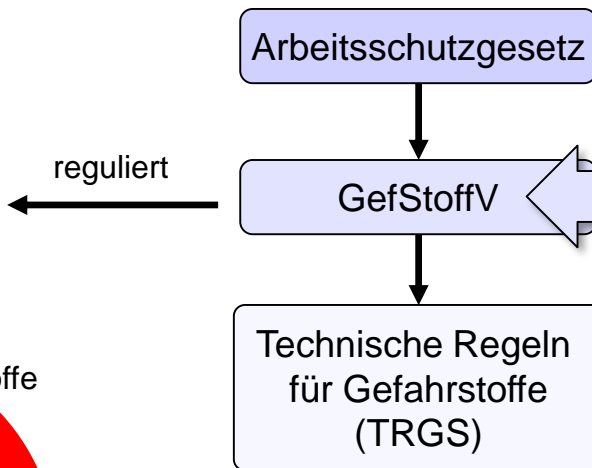 Arbeitsschutzgesetz
reguliert
GefStoffV
Technische Regeln
für Gefahrstoffe
(TRGS)